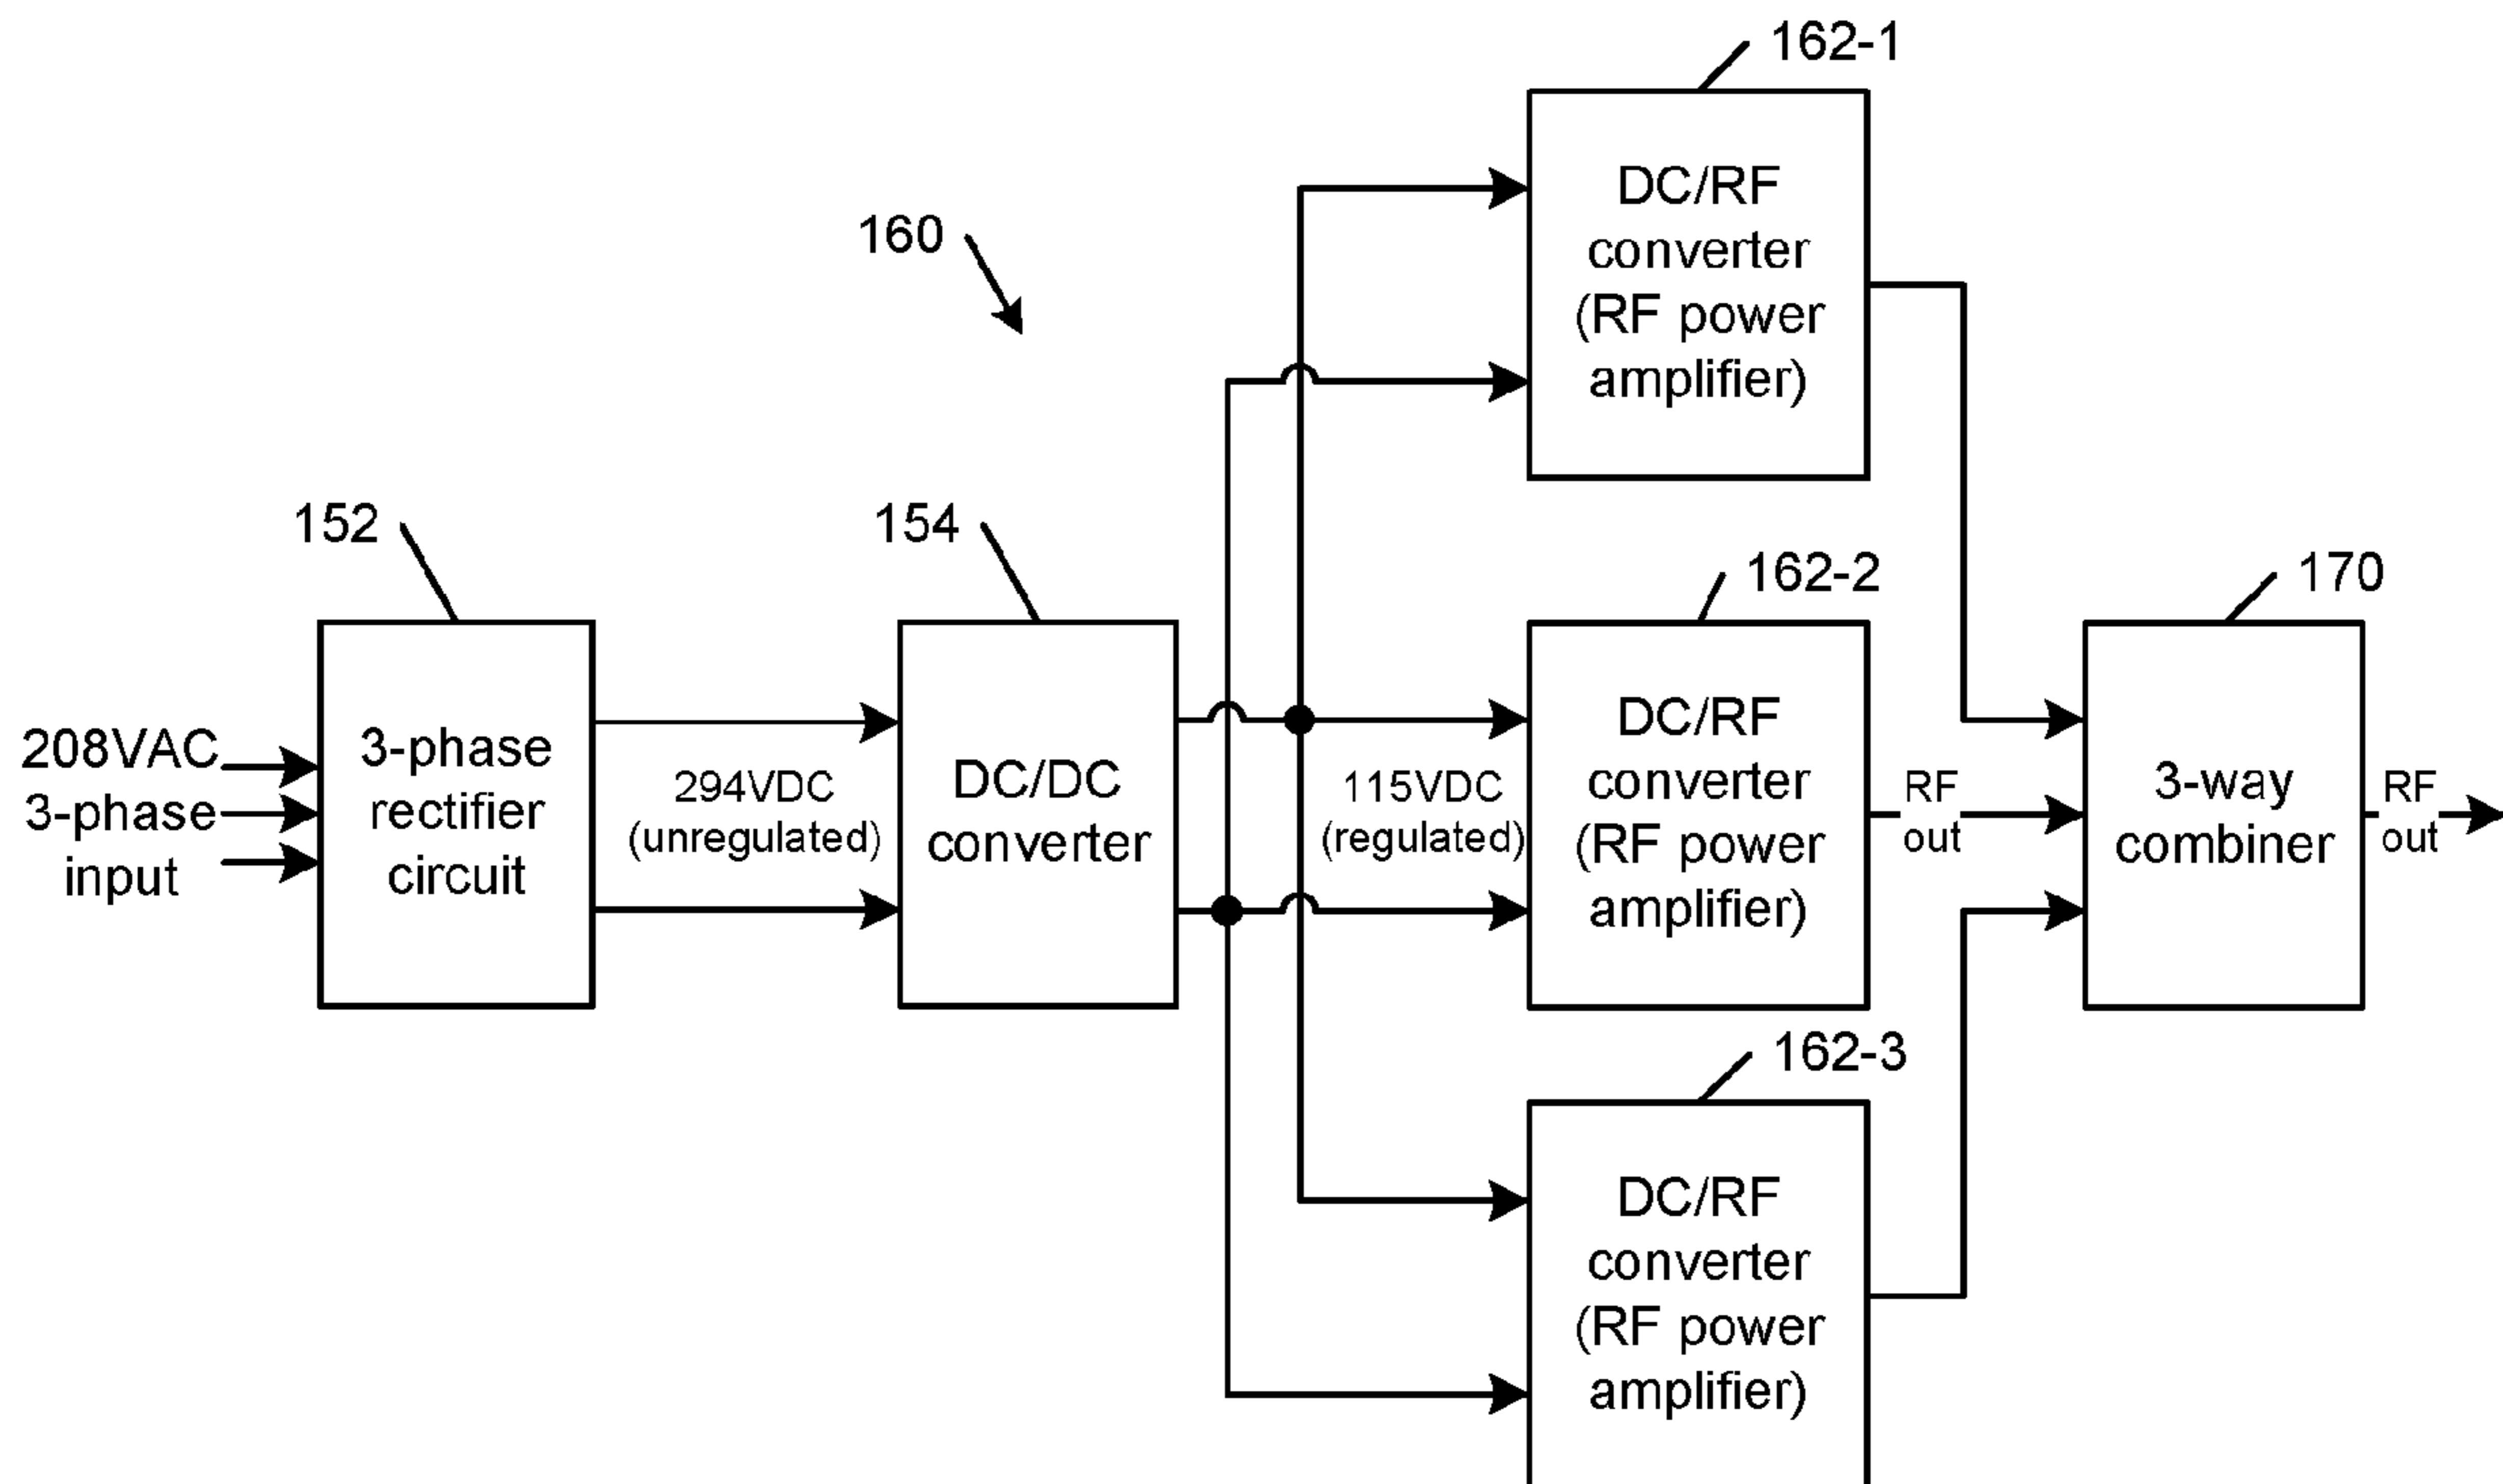 162-1
DC/RF
converter
(RF power
amplifier)
160
152
154
162-2
170
208VAC
3-phase
input
3-phase
rectifier
circuit
294VDC
(unregulated)
DC/DC
converter
115VDC
(regulated)
DC/RF
converter
(RF power
amplifier)
RF
out
3-way
combiner
RF
out
162-3
DC/RF
converter
(RF power
amplifier)